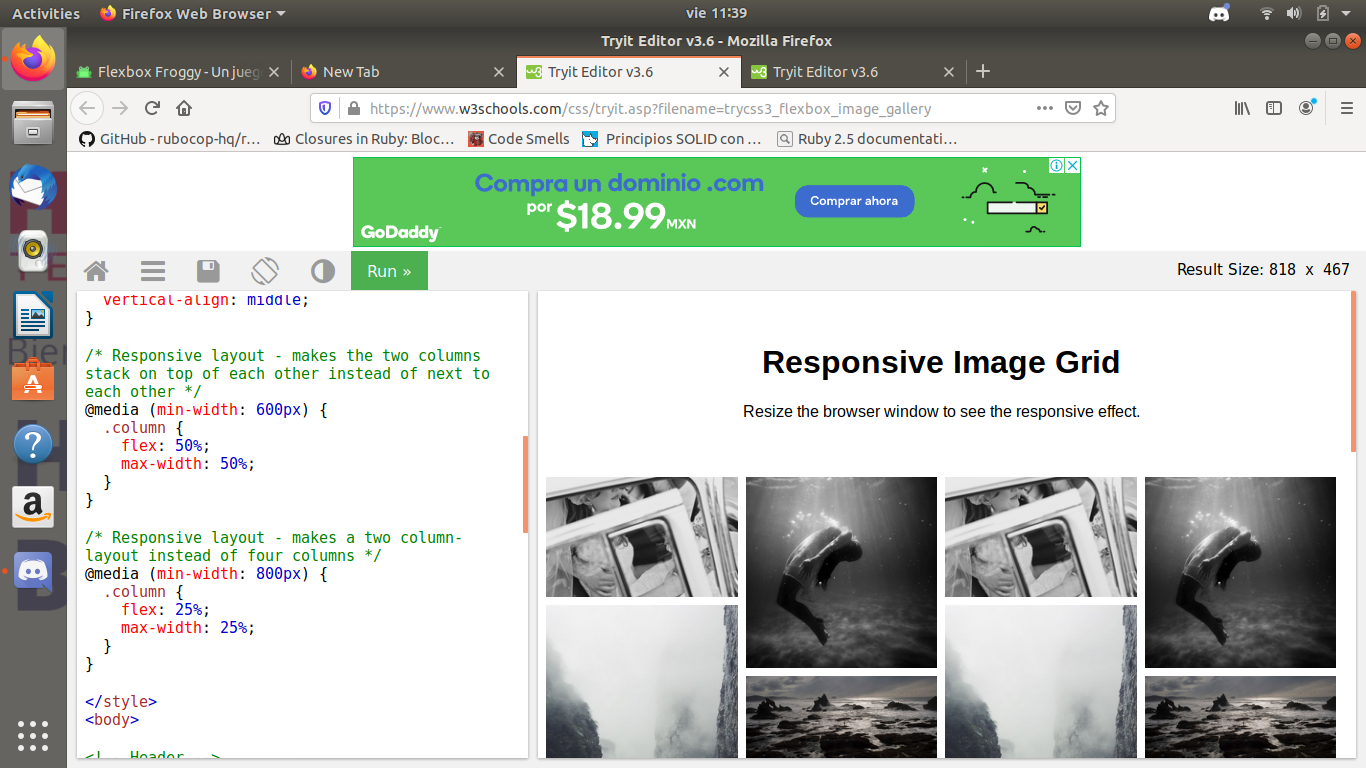 Activities
Firefox Web Browser
vie 11:39
Tryit Editor v3.6 - Mozilla Firefox
Flexbox Froggy - Un jueg
New Tab
Tryit Editor v3.6
Tryit Editor v3.6
https://www.w3schools.com/css/tryit.asp?filename=trycss3_flexbox_image_gallery
GitHub - rubocop-hq/r…
Closures in Ruby: Bloc…
Code Smells
Principios SOLID con …
Ruby 2.5 documentati…
Compra un dominio .com
por $18.99 MXN
Comprar ahora
GoDaddy
Run »
Result Size: 818 x 467
vertical-align: middle;
}
/* Responsive layout - makes the two columns
stack on top of each other instead of next to
each other */
@media (min-width: 600px) {
.column {
flex: 50%;
max-width: 50%;
}
}
/* Responsive layout - makes a two column-
layout instead of four columns */
@media (min-width: 800px) {
.column {
flex: 25%;
max-width: 25%;
}
}
</style>
<body>
<!-- Header -->
Responsive Image Grid
Resize the browser window to see the responsive effect.